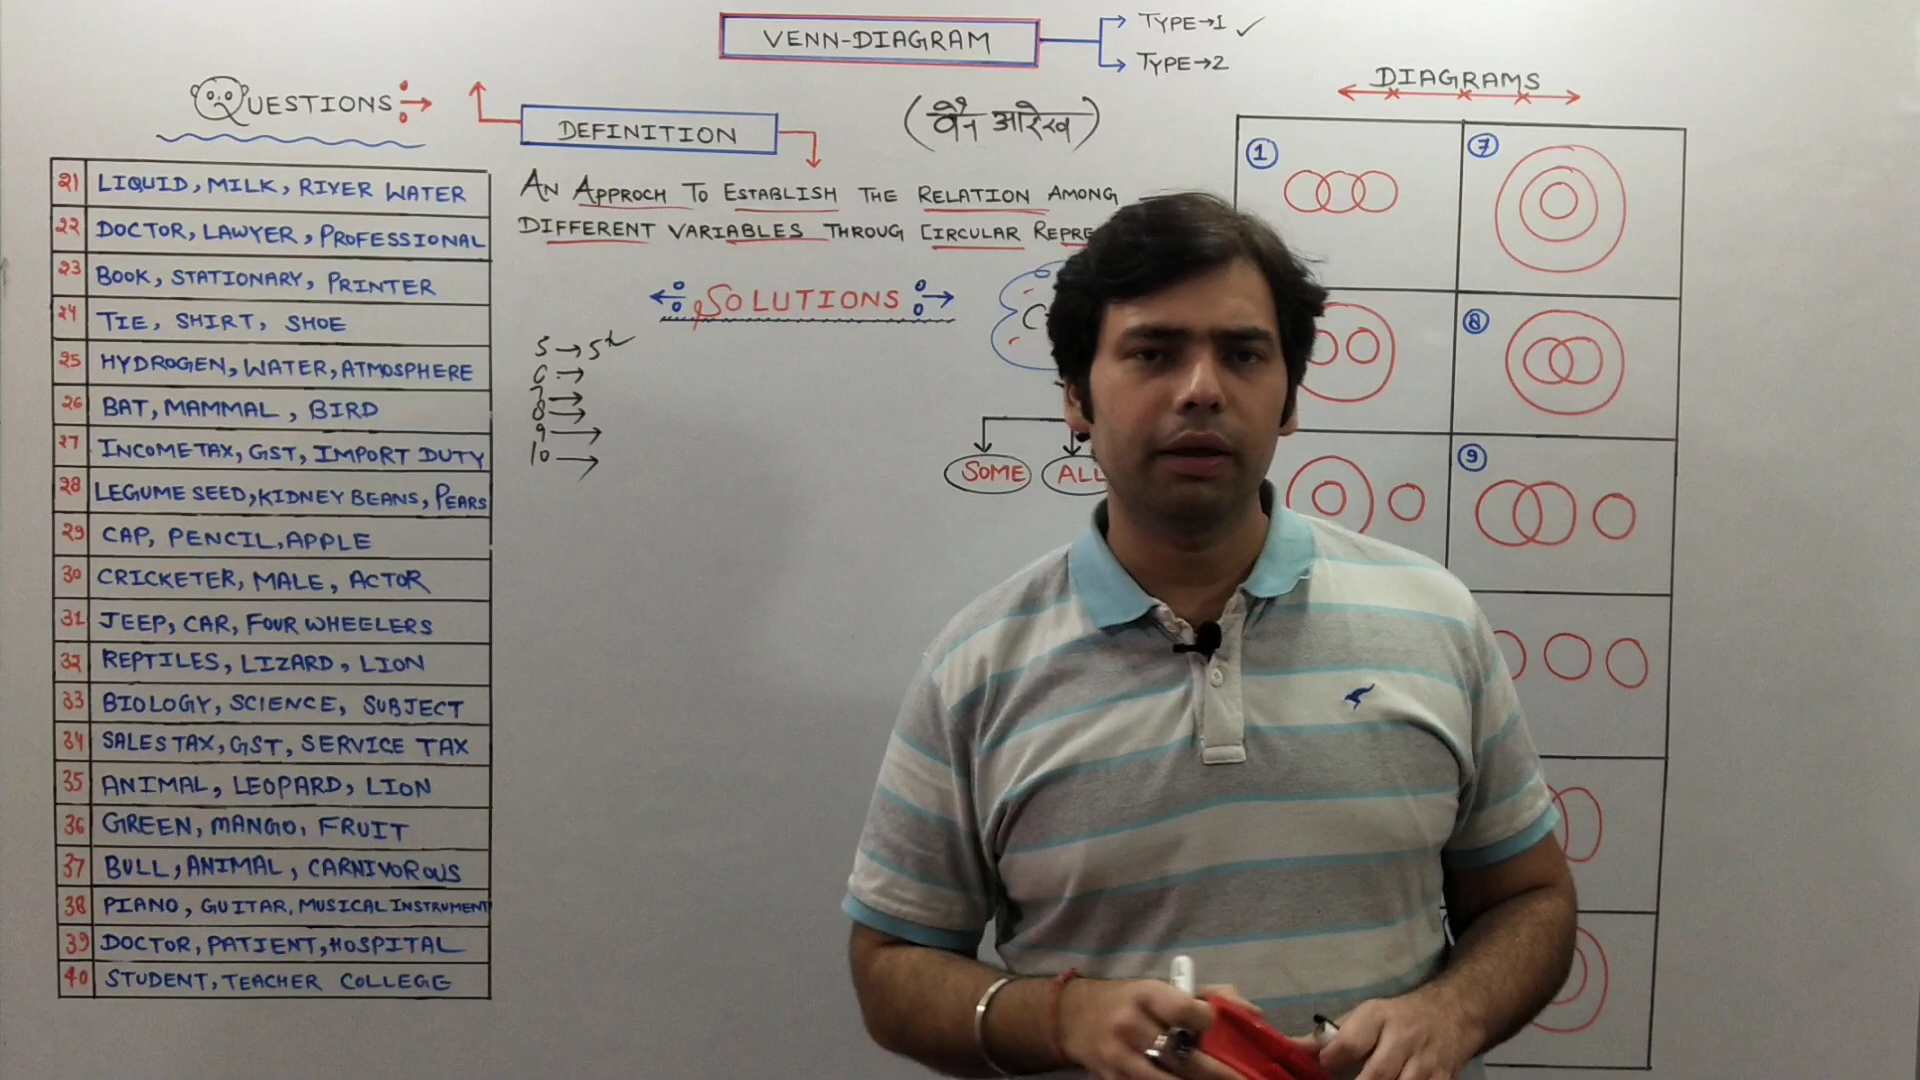 VENN-DIAGRAM
TYPE→1 ✓
TYPE→2
(वैन आरेख)
QUESTIONS
DEFINITION
AN APPROCH TO ESTABLISH THE RELATION AMONG
DIFFERENT VARIABLES THROUG CIRCULAR
SOLUTIONS
21 LIQUID, MILK, RIVER WATER
22 DOCTOR, LAWYER, PROFESSIONAL
23 BOOK, STATIONARY, PRINTER
24 TIE, SHIRT, SHOE
25 HYDROGEN, WATER, ATMOSPHERE
26 BAT, MAMMAL, BIRD
27 INCOME TAX, GST, IMPORT DUTY
28 LEGUME SEED, KIDNEY BEANS, PEARS
29 CAP, PENCIL, APPLE
30 CRICKETER, MALE, ACTOR
31 JEEP, CAR, FOUR WHEELERS
32 REPTILES, LIZARD, LION
33 BIOLOGY, SCIENCE, SUBJECT
34 SALES TAX, GST, SERVICE TAX
35 ANIMAL, LEOPARD, LION
36 GREEN, MANGO, FRUIT
37 BULL, ANIMAL, CARNIVOROUS
38 PIANO, GUITAR, MUSICAL INSTRUMENT
39 DOCTOR, PATIENT, HOSPITAL
40 STUDENT, TEACHER COLLEGE
5 →
6 →
7 →
8 →
9 →
10 →
SOME
ALL
DIAGRAMS
1
7
8
9